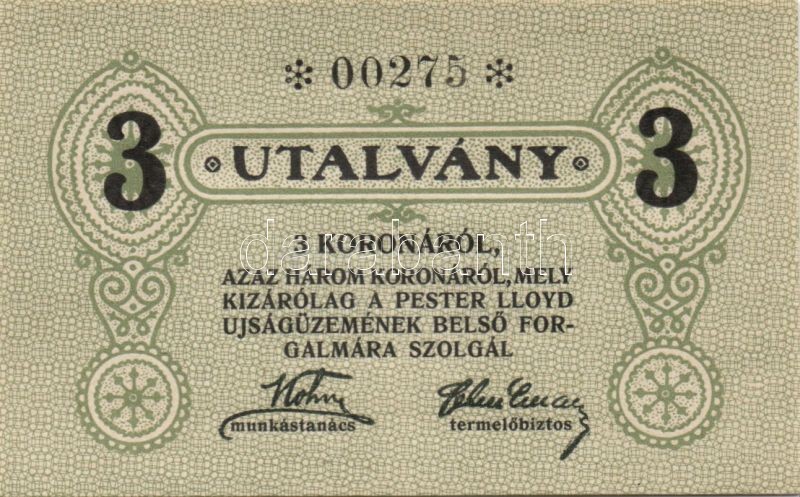 * 00275 *
3 UTALVÁNY 3
3 KORONÁRÓL,
AZAZ HÁROM KORONÁRÓL, MELY
KIZÁRÓLAG A PESTER LLOYD
UJSÁGÜZEMÉNEK BELSŐ FOR-
GALMÁRA SZOLGÁL
munkástanács termelőbiztos
darabanth